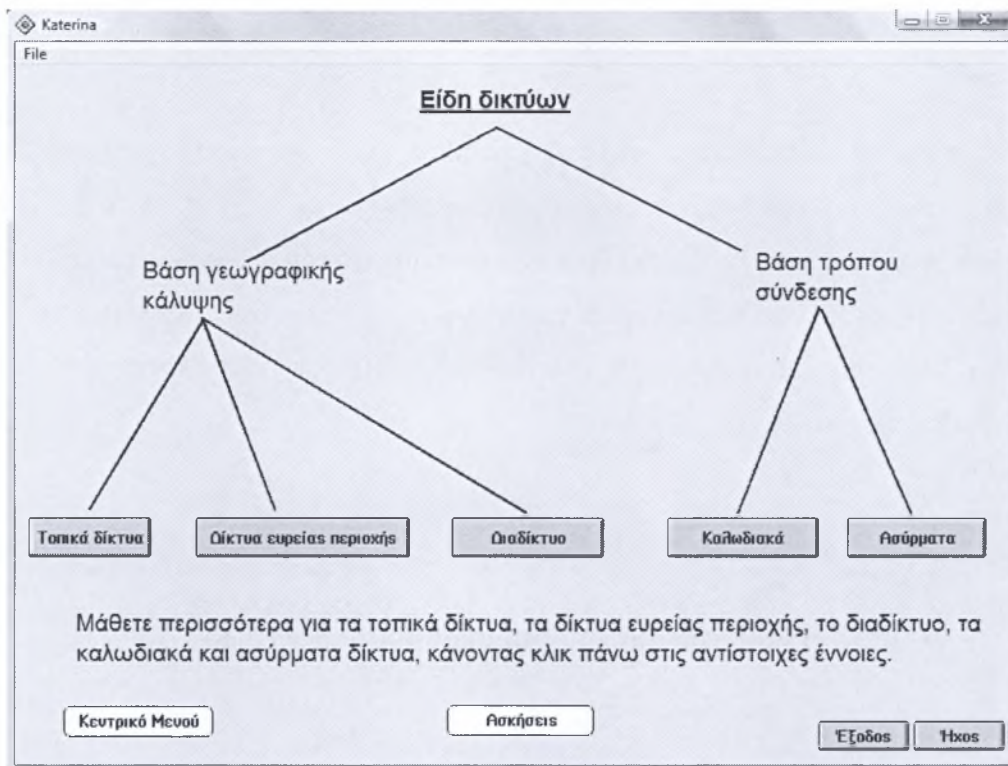 Katerina
File
Είδη δικτύων
Βάση γεωγραφικής
κάλυψης
Βάση τρόπου
σύνδεσης
Τοπικά δίκτυα Δίκτυα ευρείας περιοχής Διαδίκτυο Καλωδιακά Ασύρματα
Μάθετε περισσότερα για τα τοπικά δίκτυα, τα δίκτυα ευρείας περιοχής, το διαδίκτυο, τα
καλωδιακά και ασύρματα δίκτυα, κάνοντας κλικ πάνω στις αντίστοιχες έννοιες.
Κεντρικό Μενού Ασκήσεις
Έξοδος Ήχος